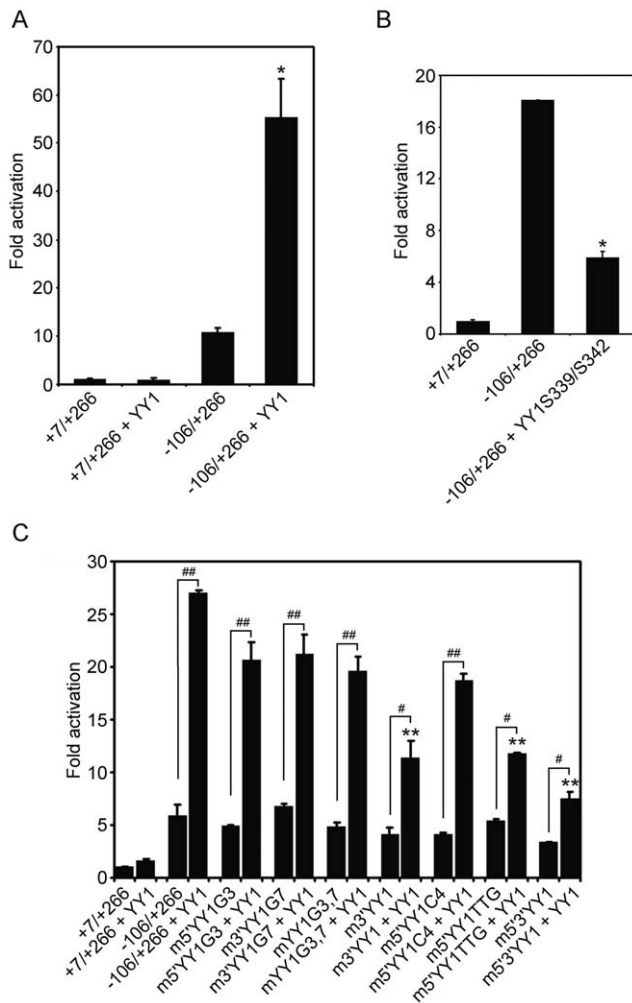 A
Fold activation
70
60
50
40
30
20
10
0
*
+7/+266
+7/+266 + YY1
-106/+266
-106/+266 + YY1
B
Fold activation
20
16
12
8
4
0
*
+7/+266
-106/+266
-106/+266 + YY1S339/S342
C
Fold activation
30
25
20
15
10
5
0
##
##
##
##
#
**
##
#
**
#
**
+7/+266
+7/+266 + YY1
-106/+266
-106/+266 + YY1
m5'YY1G3
m5'YY1G3 + YY1
m3'YY1G7
m3'YY1G7 + YY1
mYY1G3,7
mYY1G3,7 + YY1
m3'YY1
m3'YY1 + YY1
m5'YY1C4
m5'YY1C4 + YY1
m5'YY1TTG
m5'YY1TTG + YY1
m5'3'YY1
m5'3'YY1 + YY1